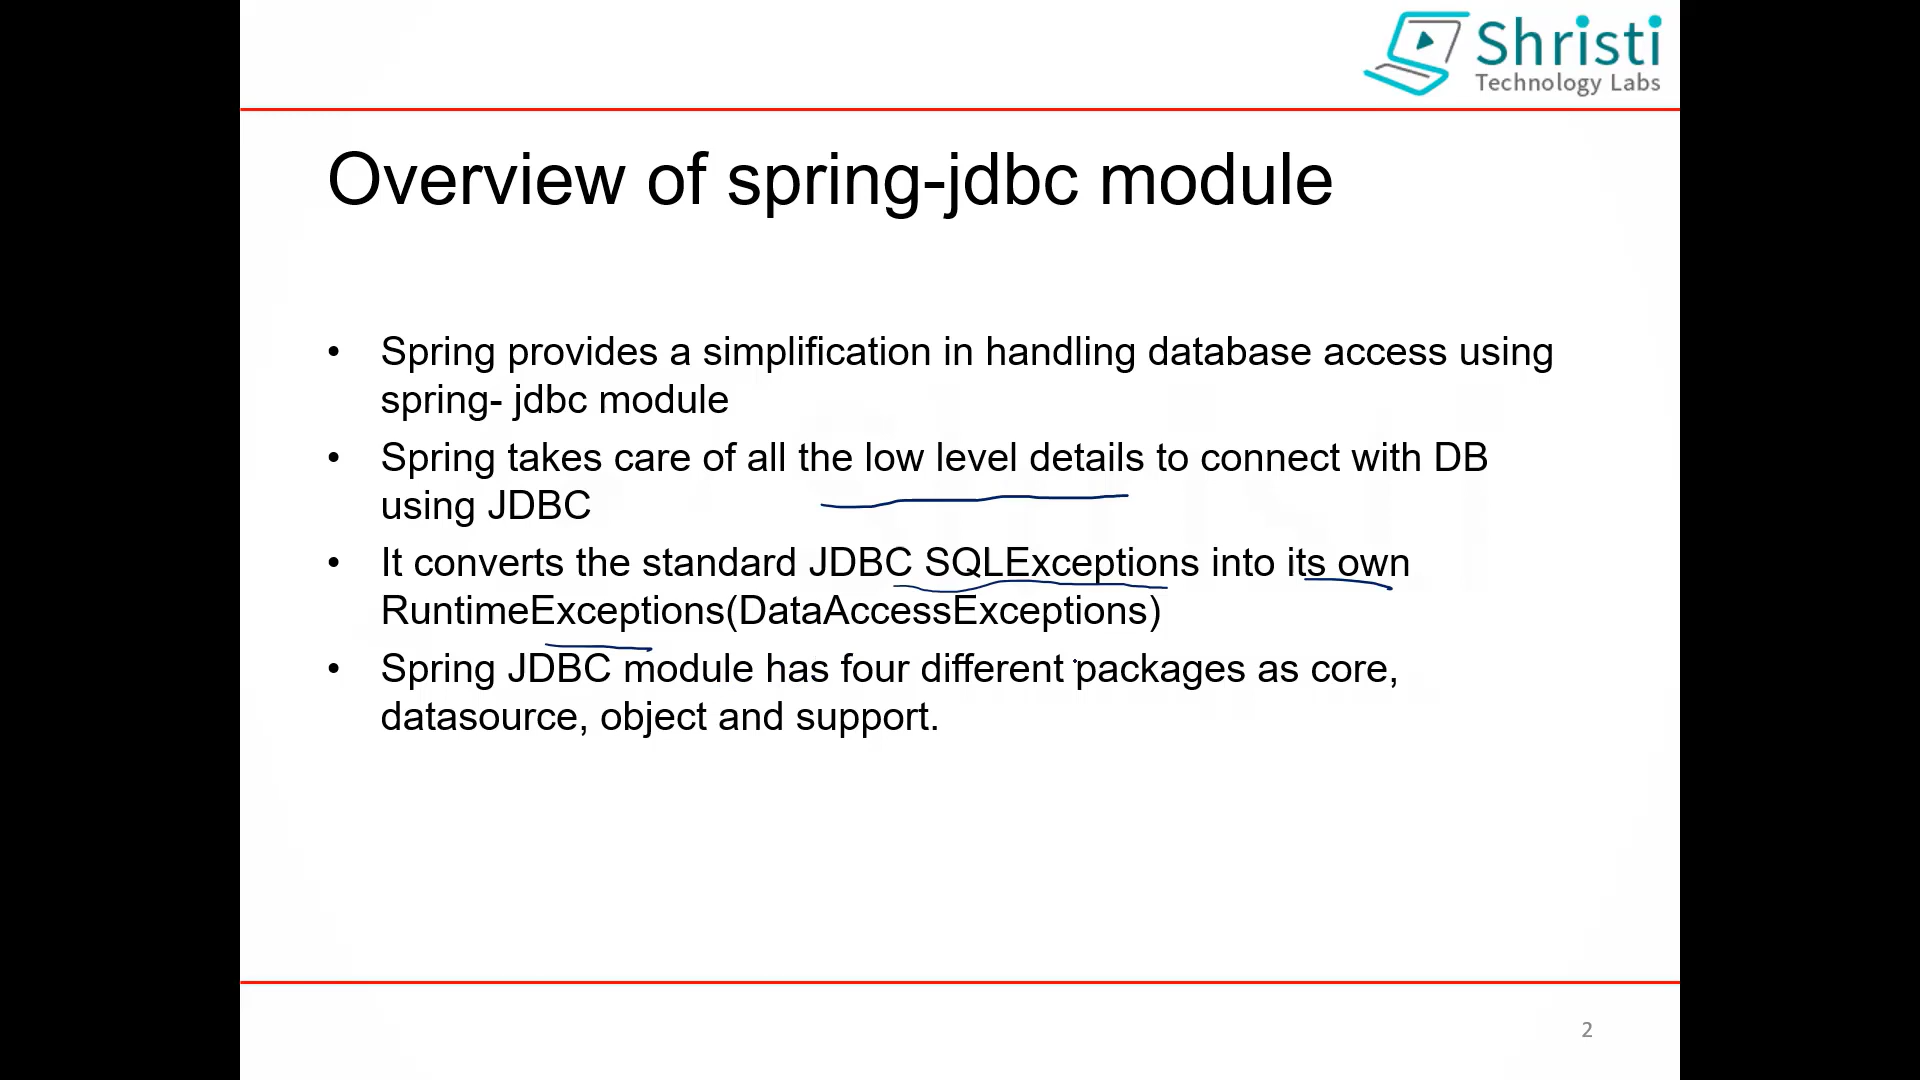 Shristi
Technology Labs
Overview of spring-jdbc module
• Spring provides a simplification in handling database access using
spring- jdbc module
• Spring takes care of all the low level details to connect with DB
using JDBC
• It converts the standard JDBC SQLExceptions into its own
RuntimeExceptions(DataAccessExceptions)
• Spring JDBC module has four different packages as core,
datasource, object and support.
2